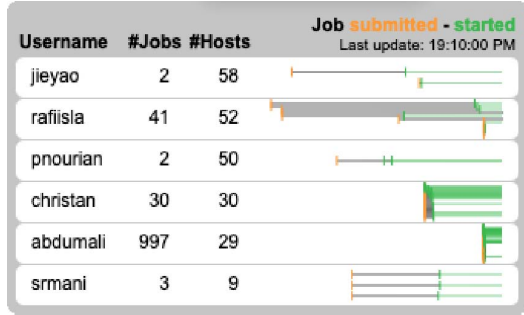 Job submitted - started
Username #Jobs #Hosts Last update: 19:10:00 PM
jieyao 2 58
rafiisla 41 52
pnourian 2 50
christan 30 30
abdumali 997 29
srmani 3 9